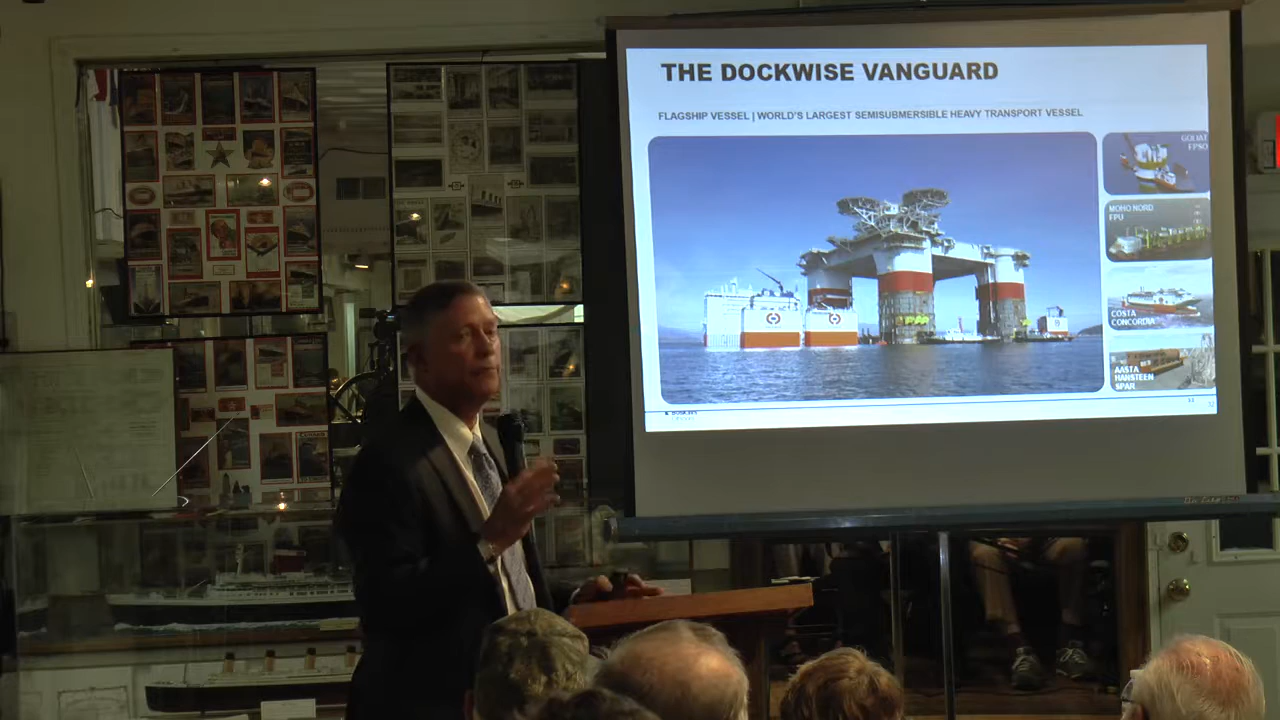 THE DOCKWISE VANGUARD
FLAGSHIP VESSEL | WORLD'S LARGEST SEMISUBMERSIBLE HEAVY TRANSPORT VESSEL
GOLIAT
FPSO
MOHO NORD
FPU
COSTA
CONCORDIA
AASTA
HANSTEEN
SPAR
12